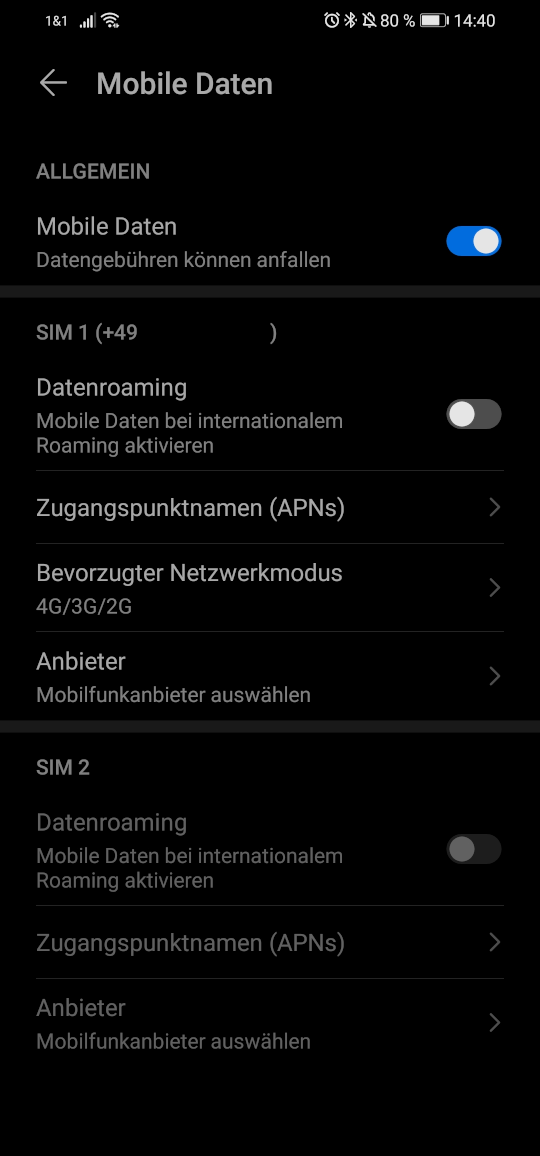 1&1 80 % 14:40
Mobile Daten
ALLGEMEIN
Mobile Daten
Datengebühren können anfallen
SIM 1 (+49 )
Datenroaming
Mobile Daten bei internationalem
Roaming aktivieren
Zugangspunktnamen (APNs)
Bevorzugter Netzwerkmodus
4G/3G/2G
Anbieter
Mobilfunkanbieter auswählen
SIM 2
Datenroaming
Mobile Daten bei internationalem
Roaming aktivieren
Zugangspunktnamen (APNs)
Anbieter
Mobilfunkanbieter auswählen